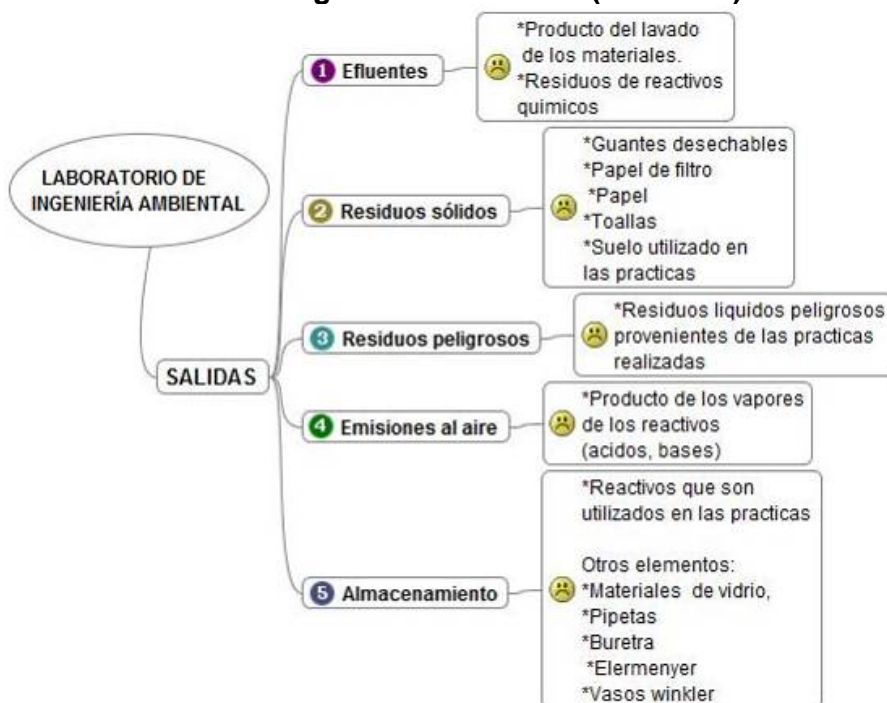 LABORATORIO DE
INGENIERÍA AMBIENTAL
SALIDAS
1 Efluentes
*Producto del lavado
de los materiales.
*Residuos de reactivos
quimicos
2 Residuos sólidos
*Guantes desechables
*Papel de filtro
*Papel
*Toallas
*Suelo utilizado en
las practicas
3 Residuos peligrosos
*Residuos liquidos peligrosos
provenientes de las practicas
realizadas
4 Emisiones al aire
*Producto de los vapores
de los reactivos
(acidos, bases)
5 Almacenamiento
*Reactivos que son
utilizados en las practicas
Otros elementos:
*Materiales de vidrio,
*Pipetas
*Buretra
*Elermenyer
*Vasos winkler